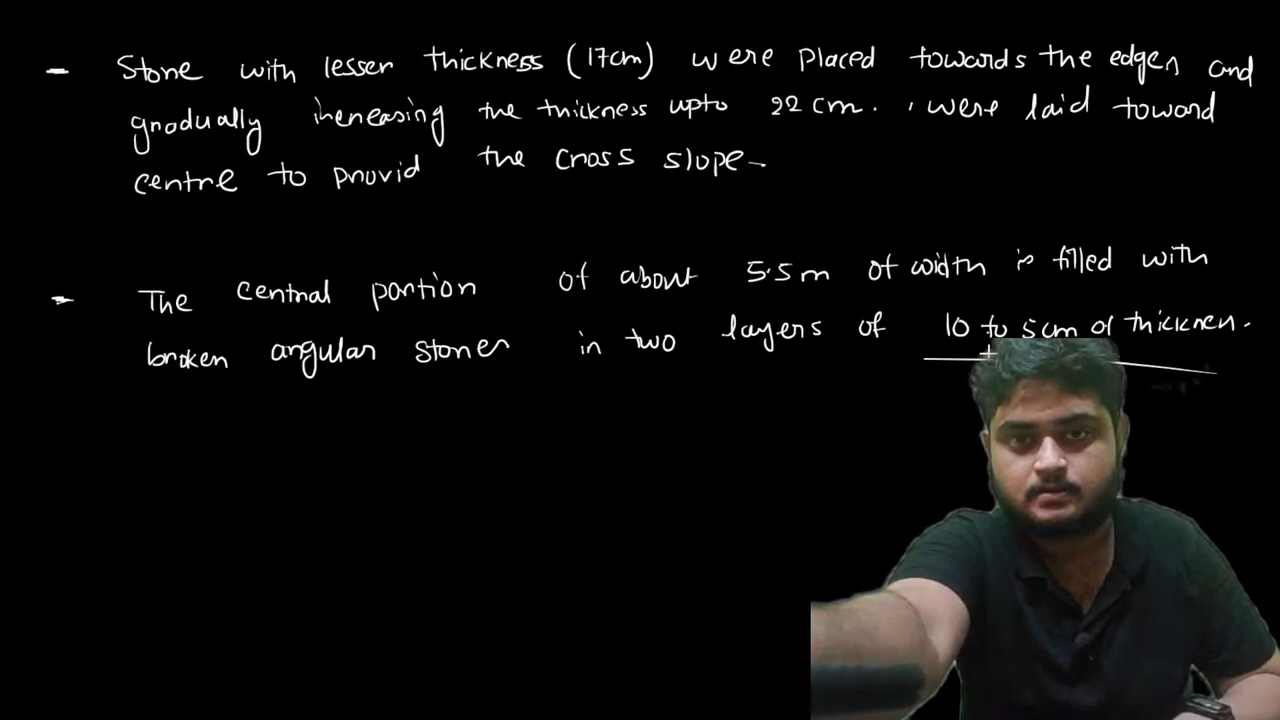 - Stone with lesser thickness (17cm) were placed towards the edges and
gradually increasing the thickness upto 22 cm. were laid toward
centre to provid the cross slope-
- The central portion of about 5.5m of width is filled with
broken angular stones in two layers of 10 to 5cm of thickness.